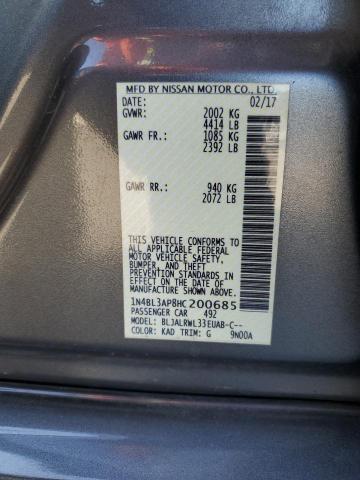 MFD BY NISSAN MOTOR CO., LTD.
DATE: 02/17
GVWR: 2002 KG
4414 LB
GAWR FR.: 1085 KG
2392 LB
GAWR RR.: 940 KG
2072 LB
THIS VEHICLE CONFORMS TO
ALL APPLICABLE FEDERAL
MOTOR VEHICLE SAFETY,
BUMPER, AND THEFT
PREVENTION STANDARDS IN
EFFECT ON THE DATE OF
MANUFACTURE SHOWN ABOVE.
1N4BL3AP8HC200685
PASSENGER CAR 492
MODEL: BLJALRWL33EUAB-C--
COLOR: KAD TRIM: G 9N00A